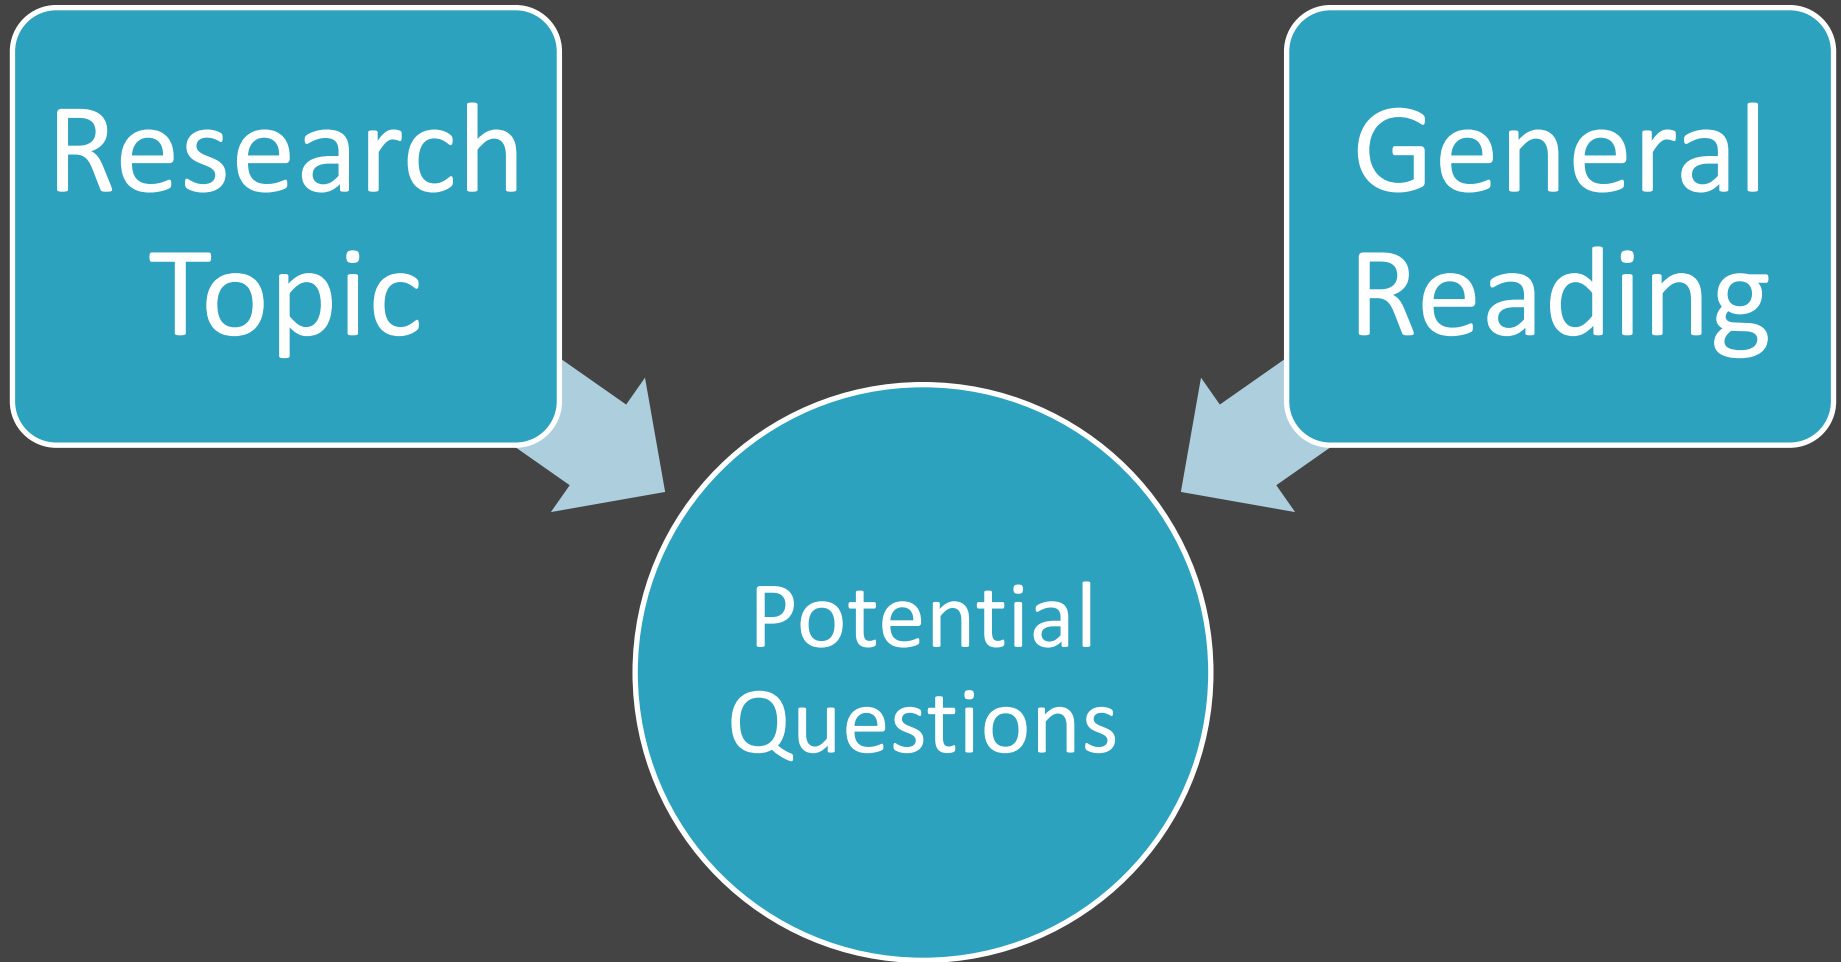 Research
Topic
General
Reading
Potential
Questions